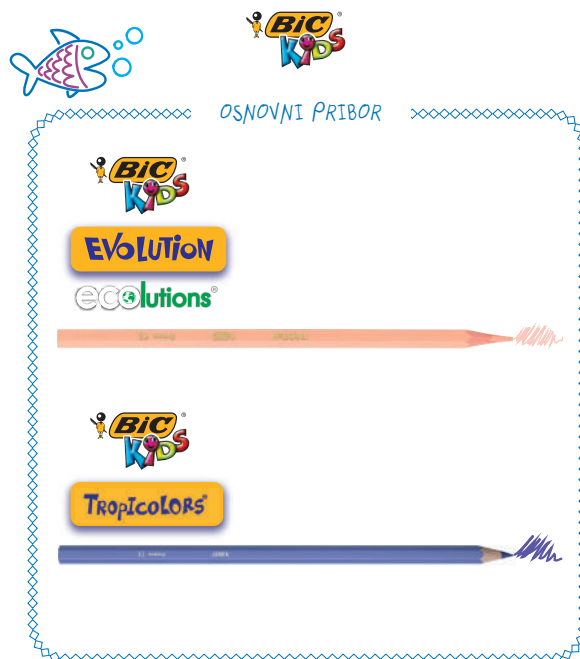 BiC®
KiDS
OSNOVNI PRIBOR
BiC®
KiDS
EVOLUTION
ecolutions®
BiC®
KiDS
TROPICOLORS®